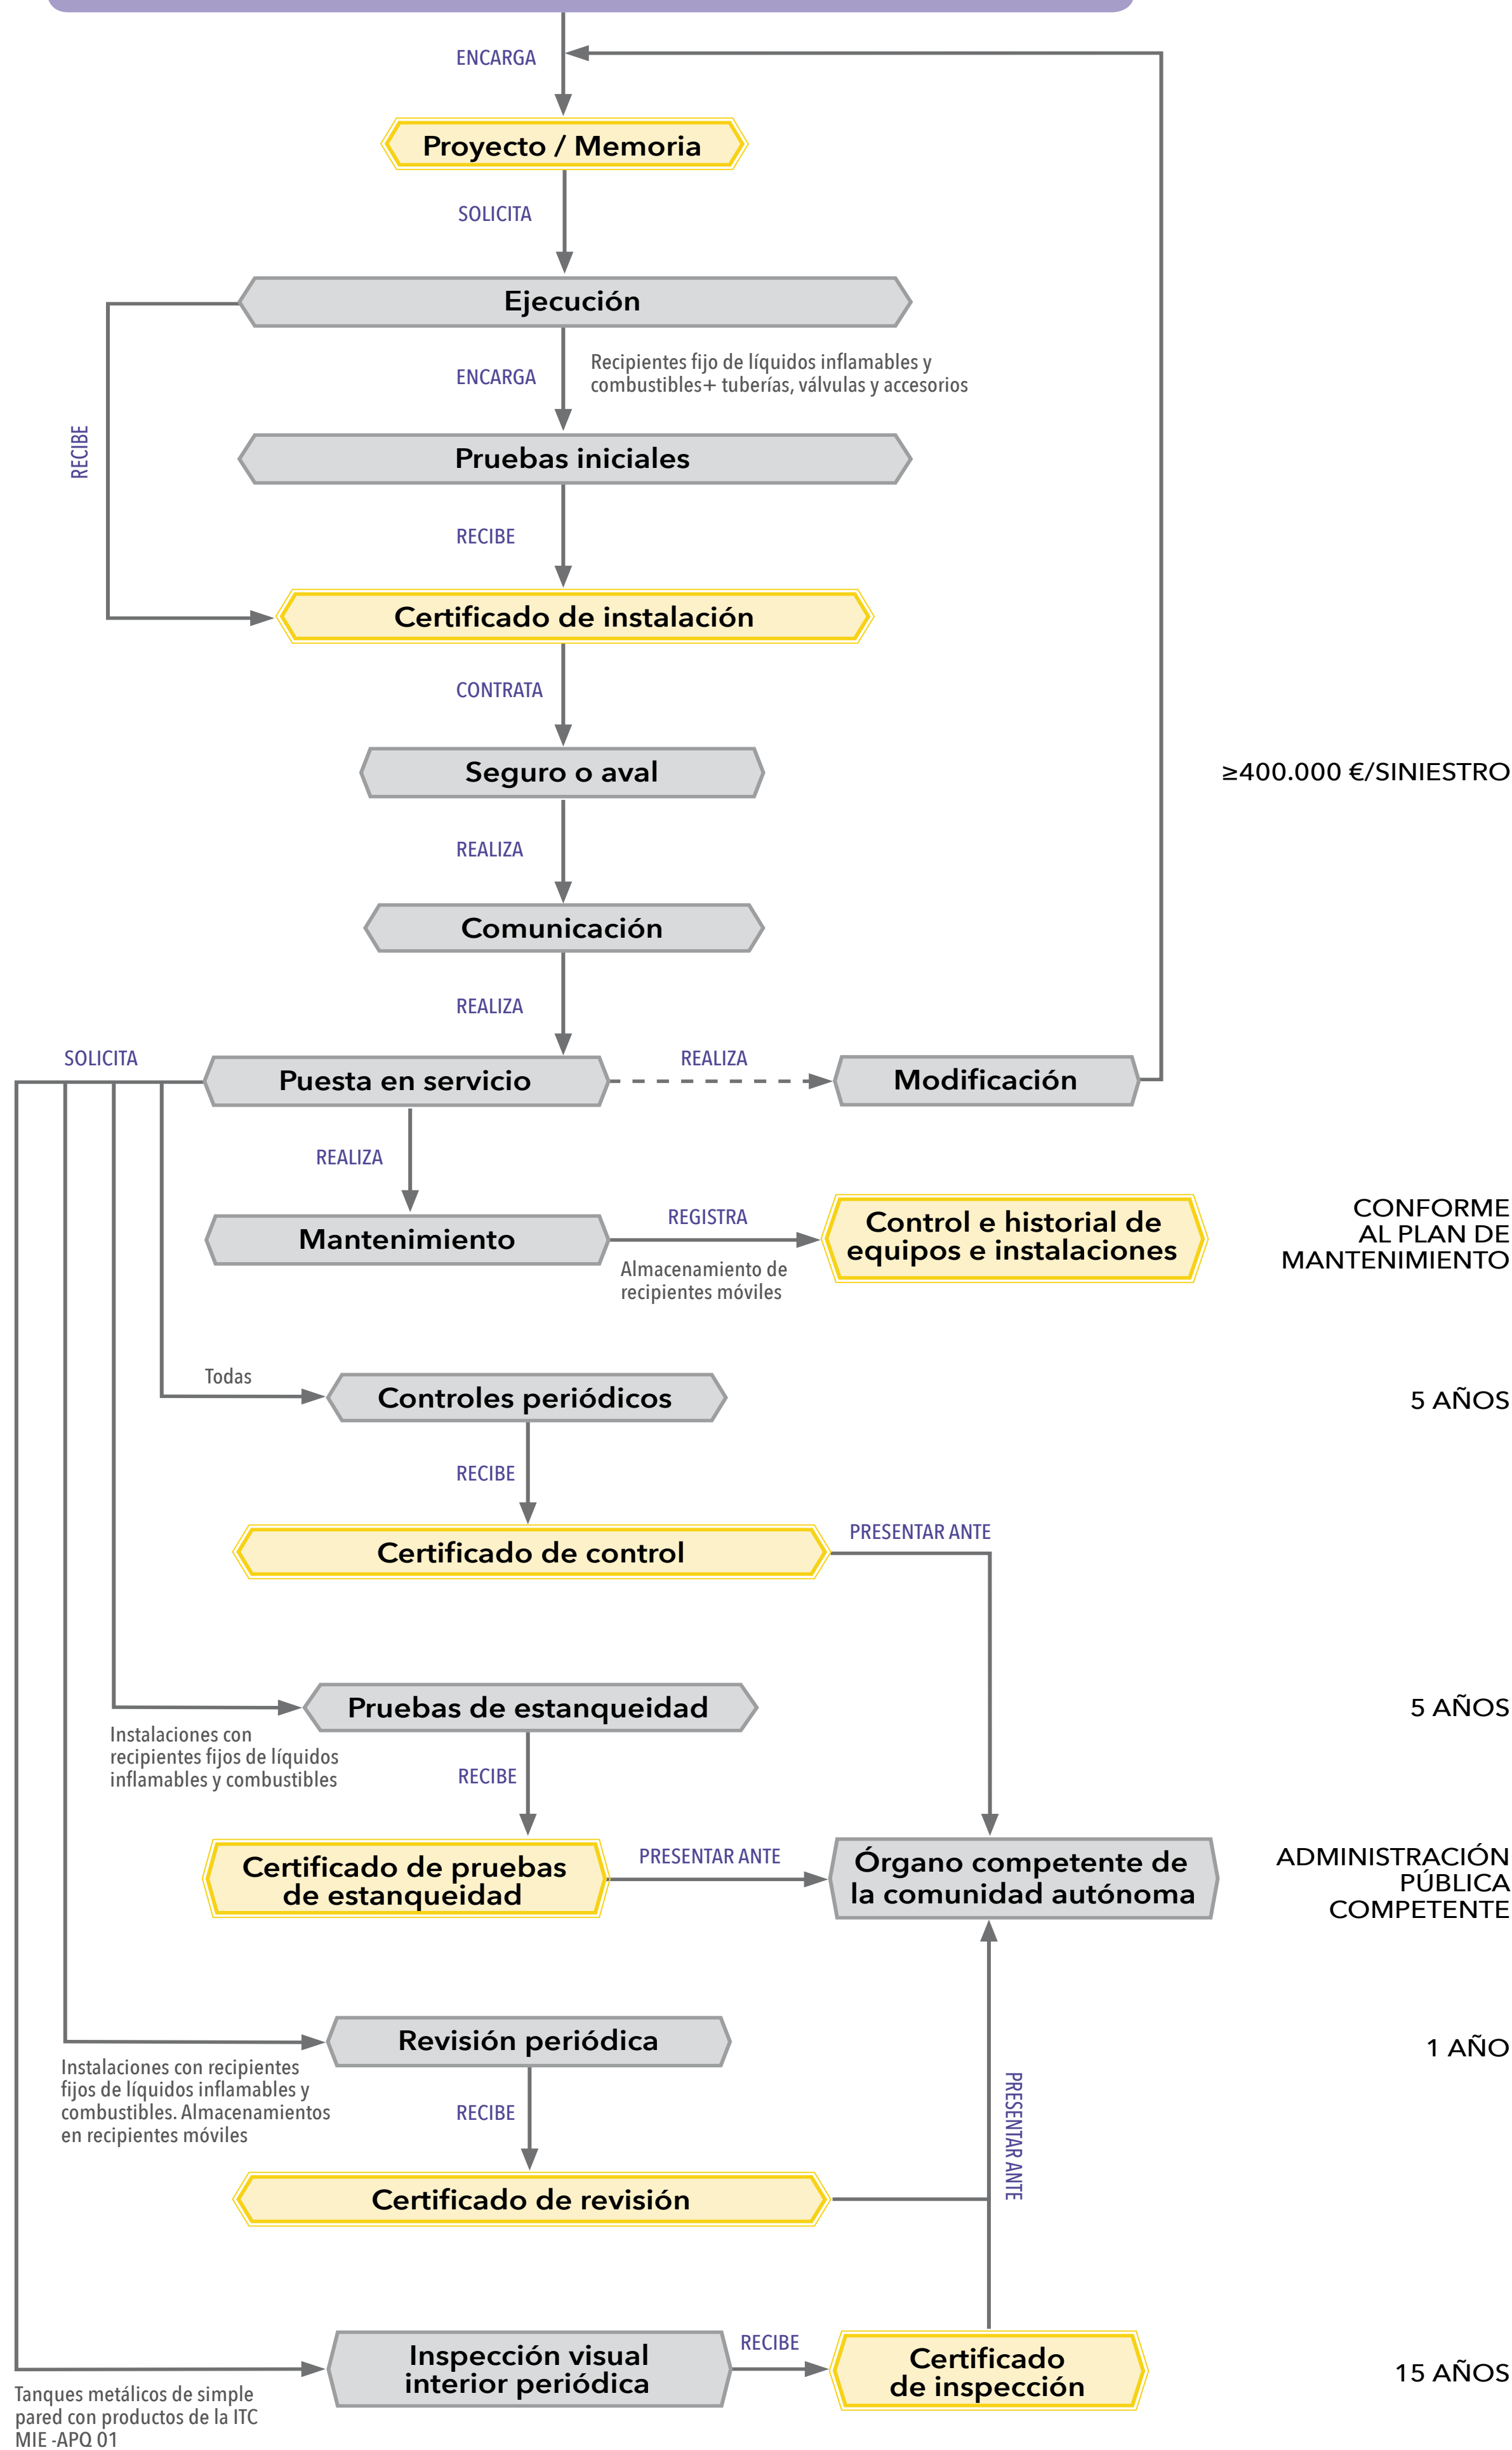 ENCARGA
Proyecto / Memoria
SOLICITA
Ejecución
ENCARGA
Recipientes fijo de líquidos inflamables y
combustibles+ tuberías, válvulas y accesorios
RECIBE
Pruebas iniciales
RECIBE
Certificado de instalación
CONTRATA
Seguro o aval
≥400.000 €/SINIESTRO
REALIZA
Comunicación
REALIZA
SOLICITA
Puesta en servicio
REALIZA
Modificación
REALIZA
Mantenimiento
REGISTRA
Almacenamiento de
recipientes móviles
Control e historial de
equipos e instalaciones
CONFORME
AL PLAN DE
MANTENIMIENTO
Todas
Controles periódicos
5 AÑOS
RECIBE
Certificado de control
PRESENTAR ANTE
Pruebas de estanqueidad
5 AÑOS
Instalaciones con
recipientes fijos de líquidos
inflamables y combustibles
RECIBE
Certificado de pruebas
de estanqueidad
PRESENTAR ANTE
Órgano competente de
la comunidad autónoma
ADMINISTRACIÓN
PÚBLICA
COMPETENTE
Revisión periódica
1 AÑO
Instalaciones con recipientes
fijos de líquidos inflamables y
combustibles. Almacenamientos
en recipientes móviles
RECIBE
PRESENTAR ANTE
Certificado de revisión
Inspección visual
interior periódica
RECIBE
Certificado
de inspección
15 AÑOS
Tanques metálicos de simple
pared con productos de la ITC
MIE -APQ 01